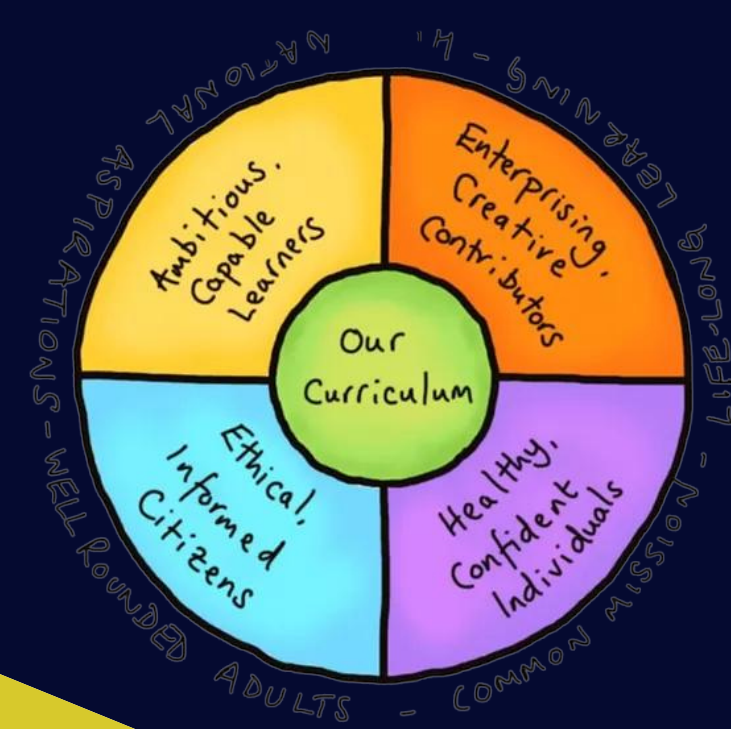 Ambitious,
Capable
Learners
Enterprising,
Creative
Contributors
Our
Curriculum
Ethical,
Informed
Citizens
Healthy,
Confident
Individuals
NATIONAL ASPIRATIONS - WELL ROUNDED ADULTS - COMMON MISSION - LIFE-LONG LEARNING -